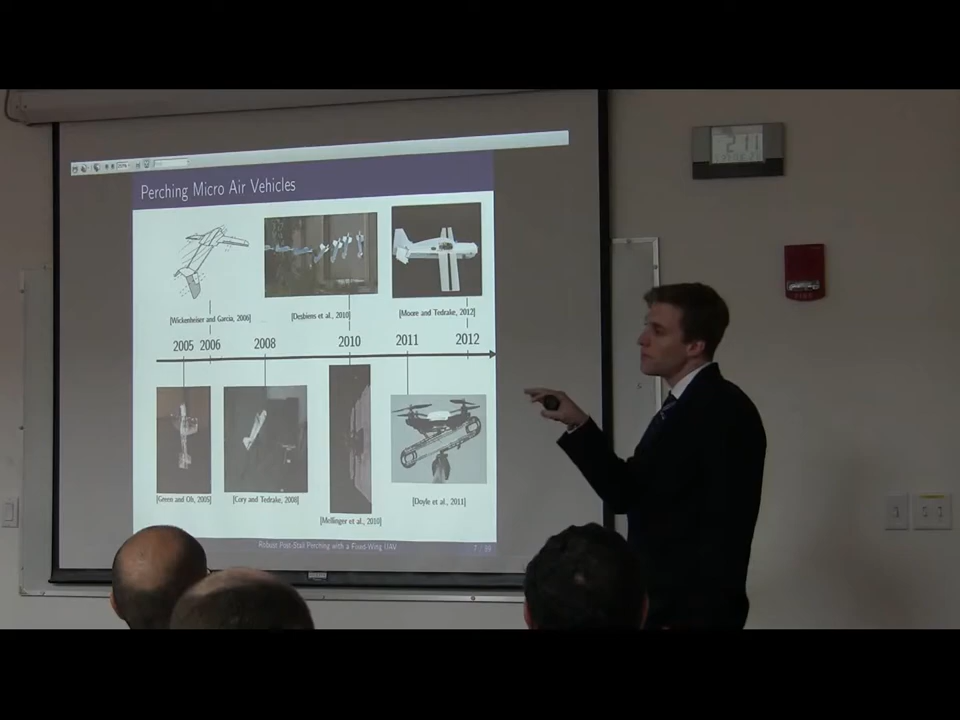 Perching Micro Air Vehicles
[Wickenheiser and Garcia, 2006]
[Desbiens et al., 2010]
[Moore and Tedrake, 2012]
2005 2006 2008 2010 2011 2012
[Green and Oh, 2005]
[Cory and Tedrake, 2008]
[Mellinger et al., 2010]
[Doyle et al., 2011]
Robust Post-Stall Perching with a Fixed-Wing UAV